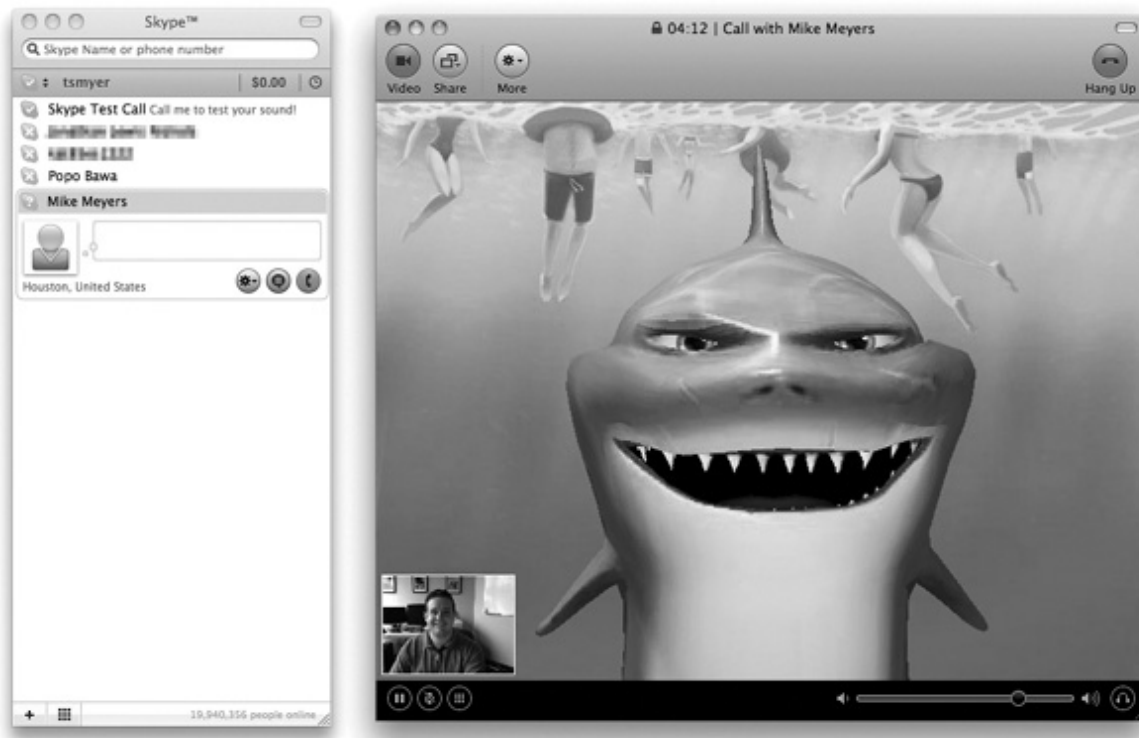 Skype™
Skype Name or phone number
tsmyer $0.00
Skype Test Call Call me to test your sound!
Popo Bawa
Mike Meyers
Houston, United States
19,940,356 people online
04:12 | Call with Mike Meyers
Video Share More Hang Up